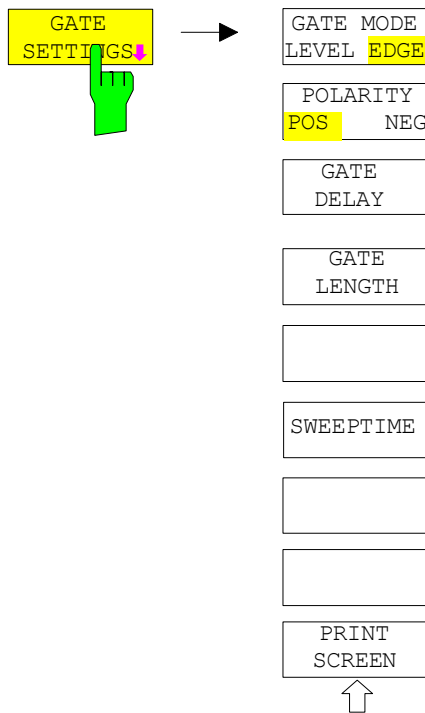 GATE
SETTINGS
GATE MODE
LEVEL EDGE
POLARITY
POS NEG
GATE
DELAY
GATE
LENGTH
SWEEPTIME
PRINT
SCREEN